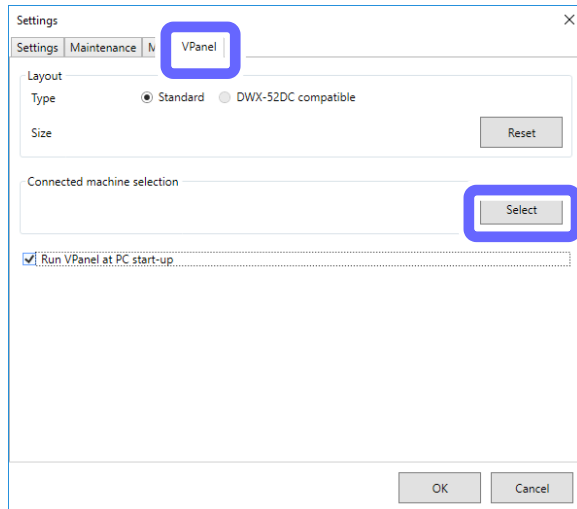 Settings
Settings Maintenance M VPanel
Layout
Type Standard DWX-52DC compatible
Size Reset
Connected machine selection
Select
Run VPanel at PC start-up
OK Cancel